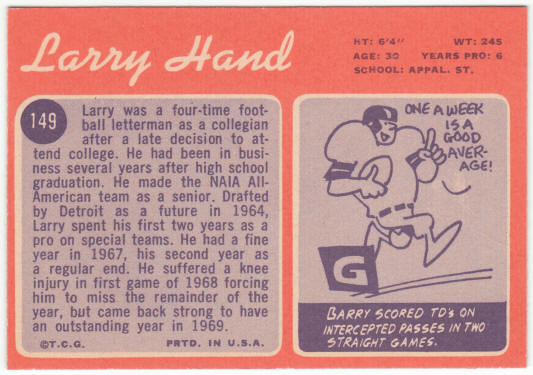 Larry Hand
HT: 6'4" WT: 245
AGE: 30 YEARS PRO: 6
SCHOOL: APPAL. ST.
149
Larry was a four-time foot-
ball letterman as a collegian
after a late decision to at-
tend college. He had been in busi-
ness several years after high school
graduation. He made the NAIA All-
American team as a senior. Drafted
by Detroit as a future in 1964,
Larry spent his first two years as a
pro on special teams. He had a fine
year in 1967, his second year as
a regular end. He suffered a knee
injury in first game of 1968 forcing
him to miss the remainder of the
year, but came back strong to have
an outstanding year in 1969.
©T.C.G. PRTD. IN U.S.A.
ONE A WEEK
IS A
GOOD
AVER-
AGE!
G
BARRY SCORED TD's ON
INTERCEPTED PASSES IN TWO
STRAIGHT GAMES.